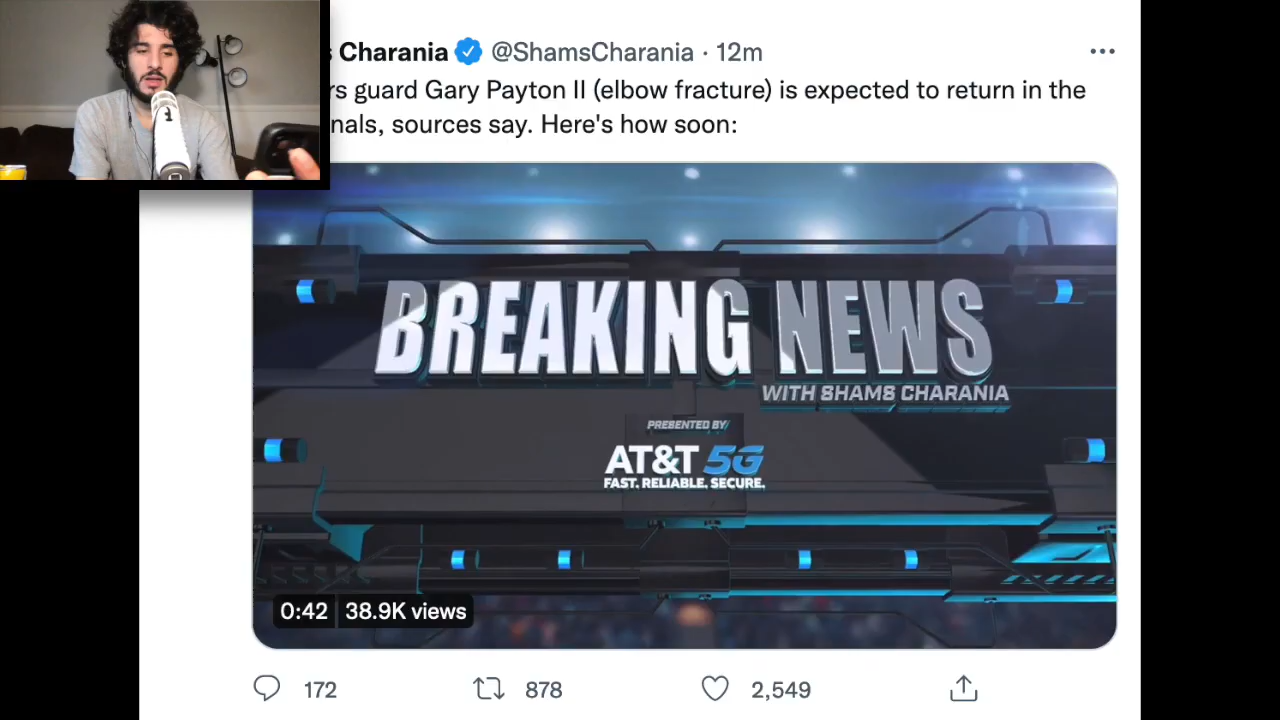 Charania @ShamsCharania · 12m
guard Gary Payton II (elbow fracture) is expected to return in the
sources say. Here's how soon:
BREAKING NEWS
WITH SHAMS CHARANIA
PRESENTED BY
AT&T 5G
FAST. RELIABLE. SECURE.
0:42 38.9K views
172 878 2,549